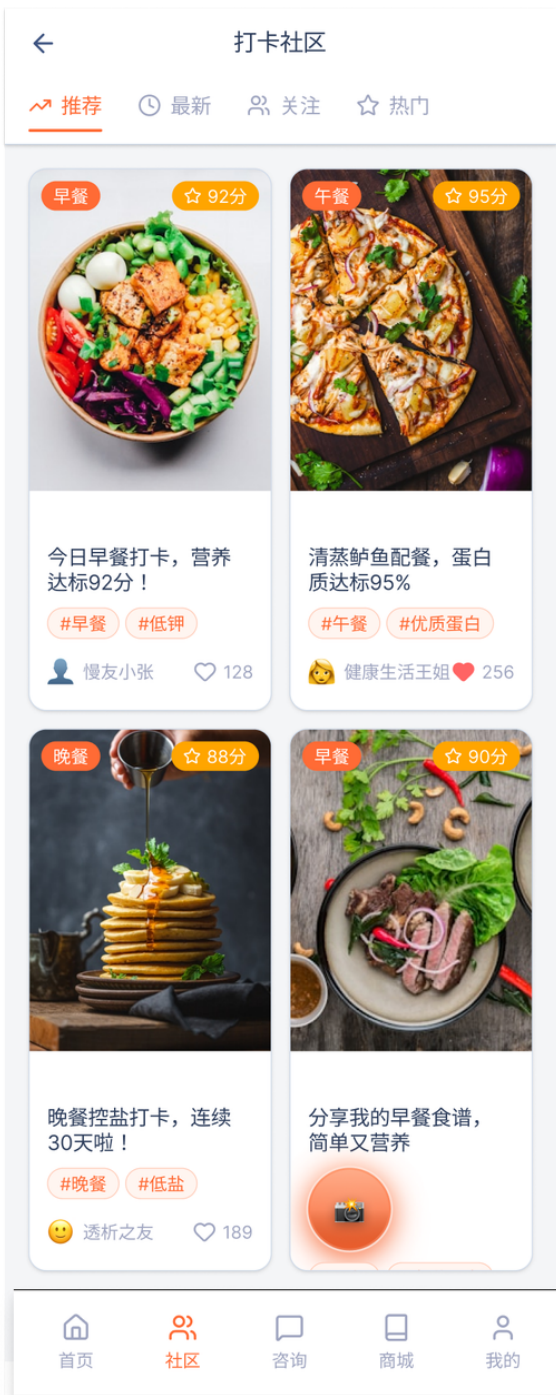 打卡社区
推荐
最新
关注
热门
早餐
92分
午餐
95分
今日早餐打卡，营养
达标92分！
#早餐
#低钾
慢友小张
128
清蒸鲈鱼配餐，蛋白
质达标95%
#午餐
#优质蛋白
健康生活王姐
256
晚餐
88分
早餐
90分
晚餐控盐打卡，连续
30天啦！
#晚餐
#低盐
透析之友
189
分享我的早餐食谱，
简单又营养
首页
社区
咨询
商城
我的